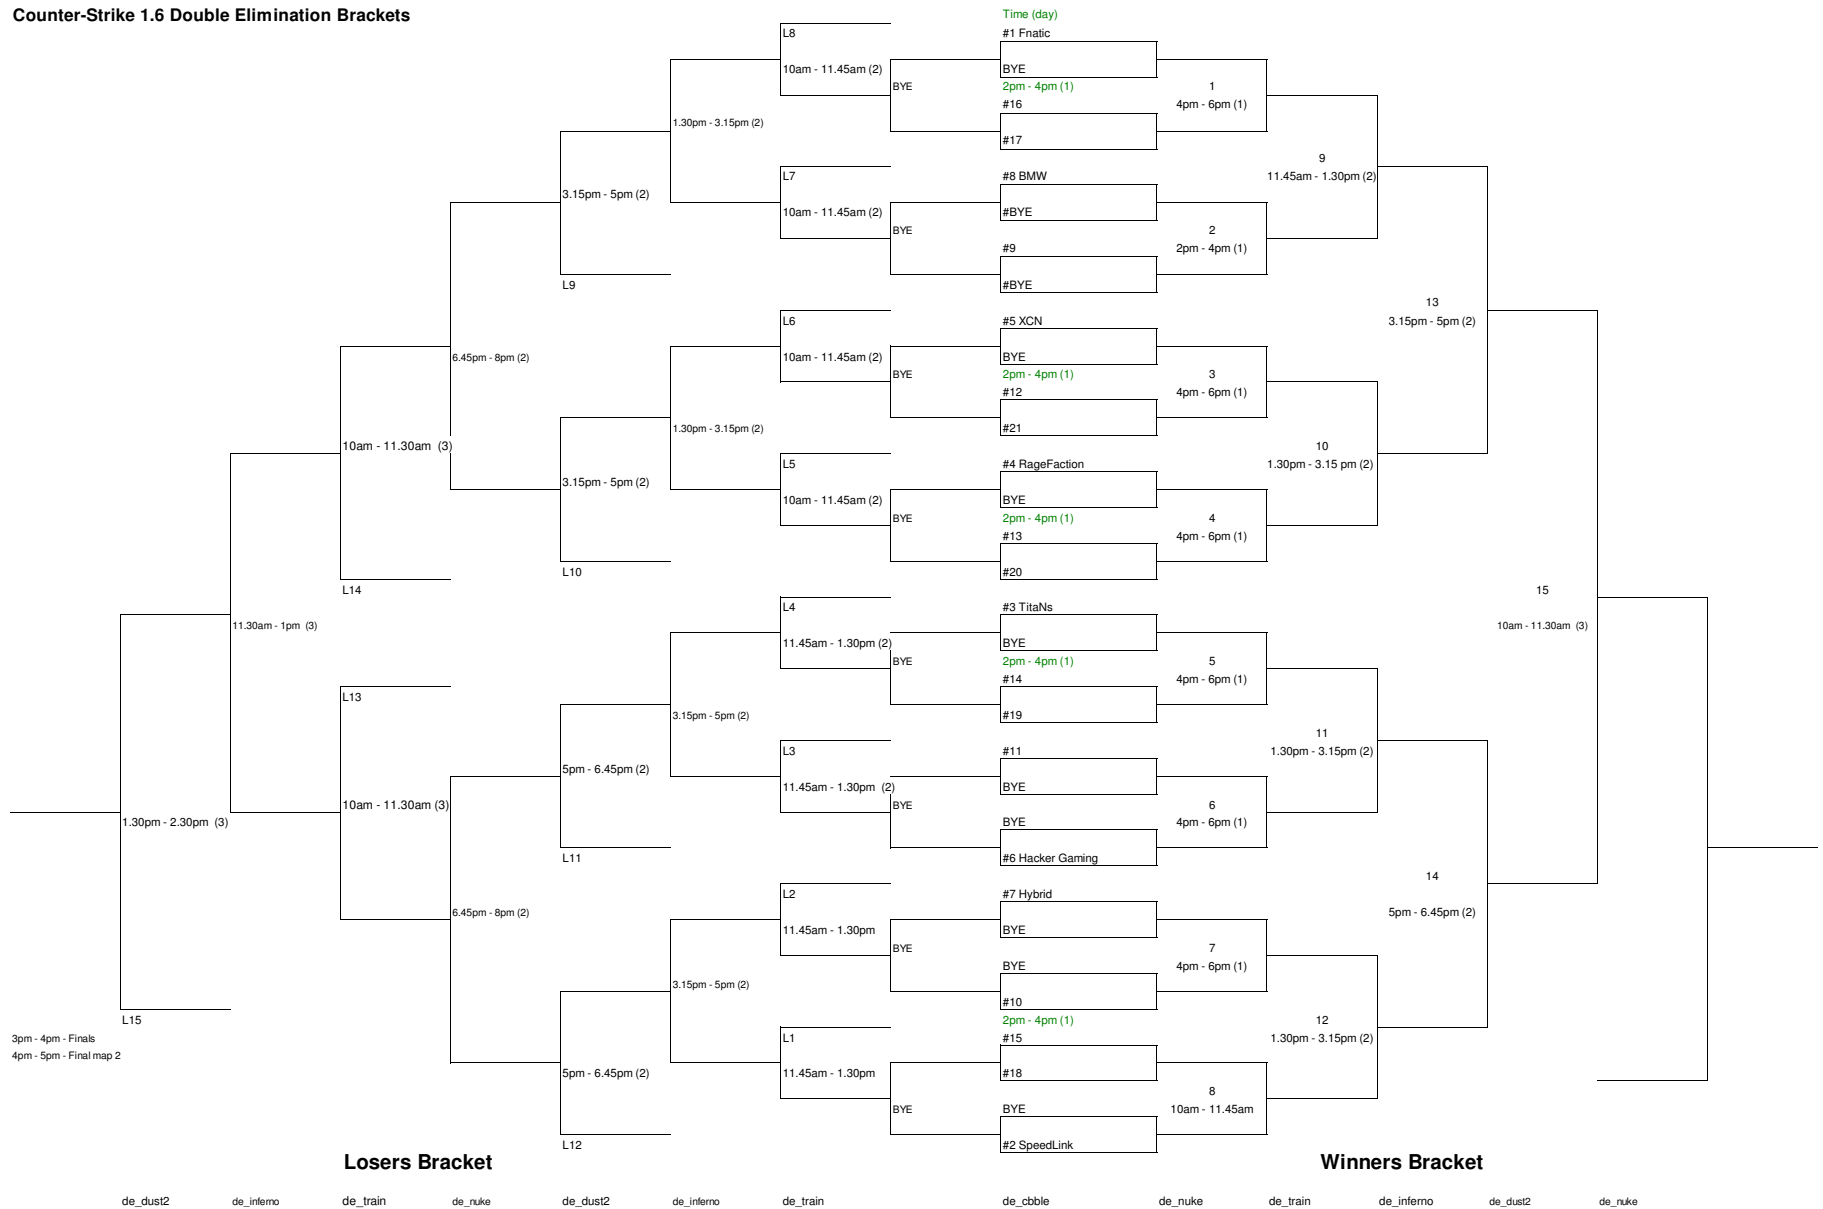 Counter-Strike 1.6 Double Elimination Brackets
Time (day)
L8
#1 Fnatic
10am - 11.45am (2)
BYE
BYE
2pm - 4pm (1)
1
#16
4pm - 6pm (1)
1.30pm - 3.15pm (2)
#17
9
L7
#8 BMW
11.45am - 1.30pm (2)
3.15pm - 5pm (2)
10am - 11.45am (2)
#BYE
BYE
2
#9
2pm - 4pm (1)
L9
#BYE
13
L6
#5 XCN
3.15pm - 5pm (2)
6.45pm - 8pm (2)
10am - 11.45am (2)
BYE
BYE
2pm - 4pm (1)
3
#12
4pm - 6pm (1)
1.30pm - 3.15pm (2)
#21
10am - 11.30am (3)
10
L5
#4 RageFaction
1.30pm - 3.15 pm (2)
3.15pm - 5pm (2)
10am - 11.45am (2)
BYE
BYE
2pm - 4pm (1)
4
#13
4pm - 6pm (1)
L10
#20
L14
15
L4
#3 TitaNs
11.30am - 1pm (3)
10am - 11.30am (3)
11.45am - 1.30pm (2)
BYE
BYE
2pm - 4pm (1)
5
#14
4pm - 6pm (1)
L13
3.15pm - 5pm (2)
#19
11
L3
#11
1.30pm - 3.15pm (2)
5pm - 6.45pm (2)
11.45am - 1.30pm (2)
BYE
10am - 11.30am (3)
BYE
6
1.30pm - 2.30pm (3)
BYE
4pm - 6pm (1)
L11
#6 Hacker Gaming
14
L2
#7 Hybrid
6.45pm - 8pm (2)
5pm - 6.45pm (2)
11.45am - 1.30pm
BYE
BYE
7
BYE
4pm - 6pm (1)
3.15pm - 5pm (2)
#10
L15
2pm - 4pm (1)
12
3pm - 4pm - Finals
L1
#15
1.30pm - 3.15pm (2)
4pm - 5pm - Final map 2
5pm - 6.45pm (2)
11.45am - 1.30pm
#18
8
BYE
BYE
10am - 11.45am
L12
#2 SpeedLink
Losers Bracket
Winners Bracket
de_dust2 de_inferno de_train de_nuke de_dust2 de_inferno de_train de_cbble de_nuke de_train de_inferno de_dust2 de_nuke